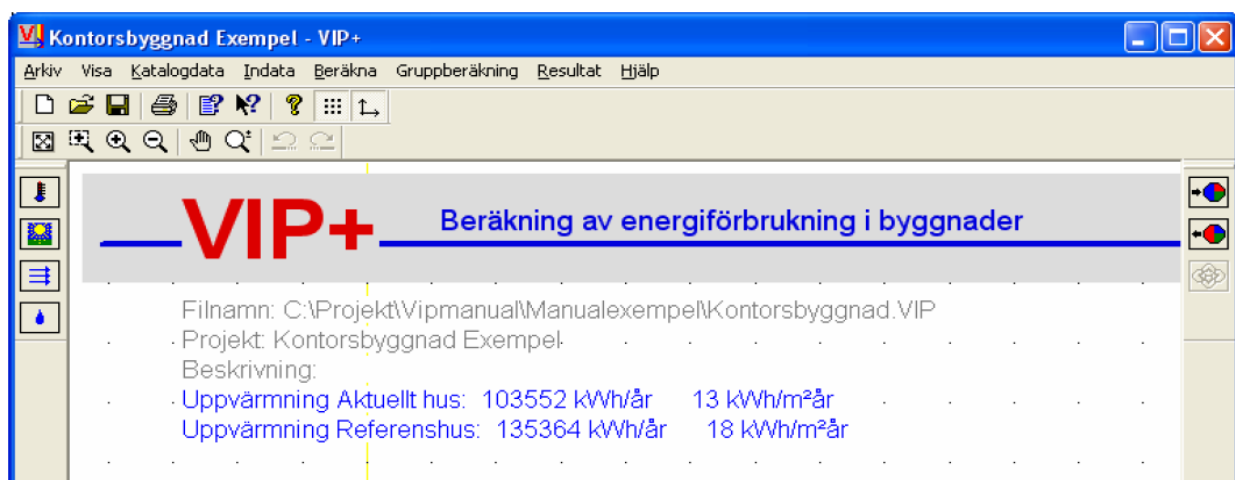 Kontorsbyggnad Exempel - VIP+
Arkiv Visa Katalogdata Indata Beräkna Gruppberäkning Resultat Hjälp
VIP+ Beräkning av energiförbrukning i byggnader
Filnamn: C:\Projekt\Vipmanual\Manualexempel\Kontorsbyggnad.VIP
Projekt: Kontorsbyggnad Exempel
Beskrivning:
Uppvärmning Aktuellt hus: 103552 kWh/år 13 kWh/m²år
Uppvärmning Referenshus: 135364 kWh/år 18 kWh/m²år